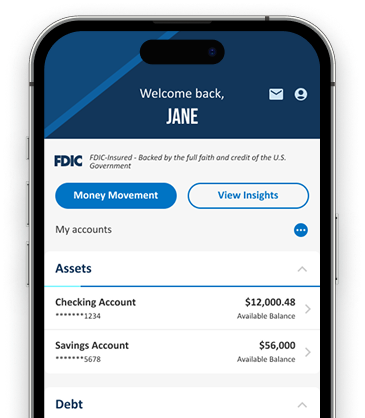 Welcome back,
JANE
FDIC FDIC-Insured - Backed by the full faith and credit of the U.S.
Government
Money Movement View Insights
My accounts
Assets
Checking Account $12,000.48
*******1234 Available Balance
Savings Account $56,000
*******5678 Available Balance
Debt